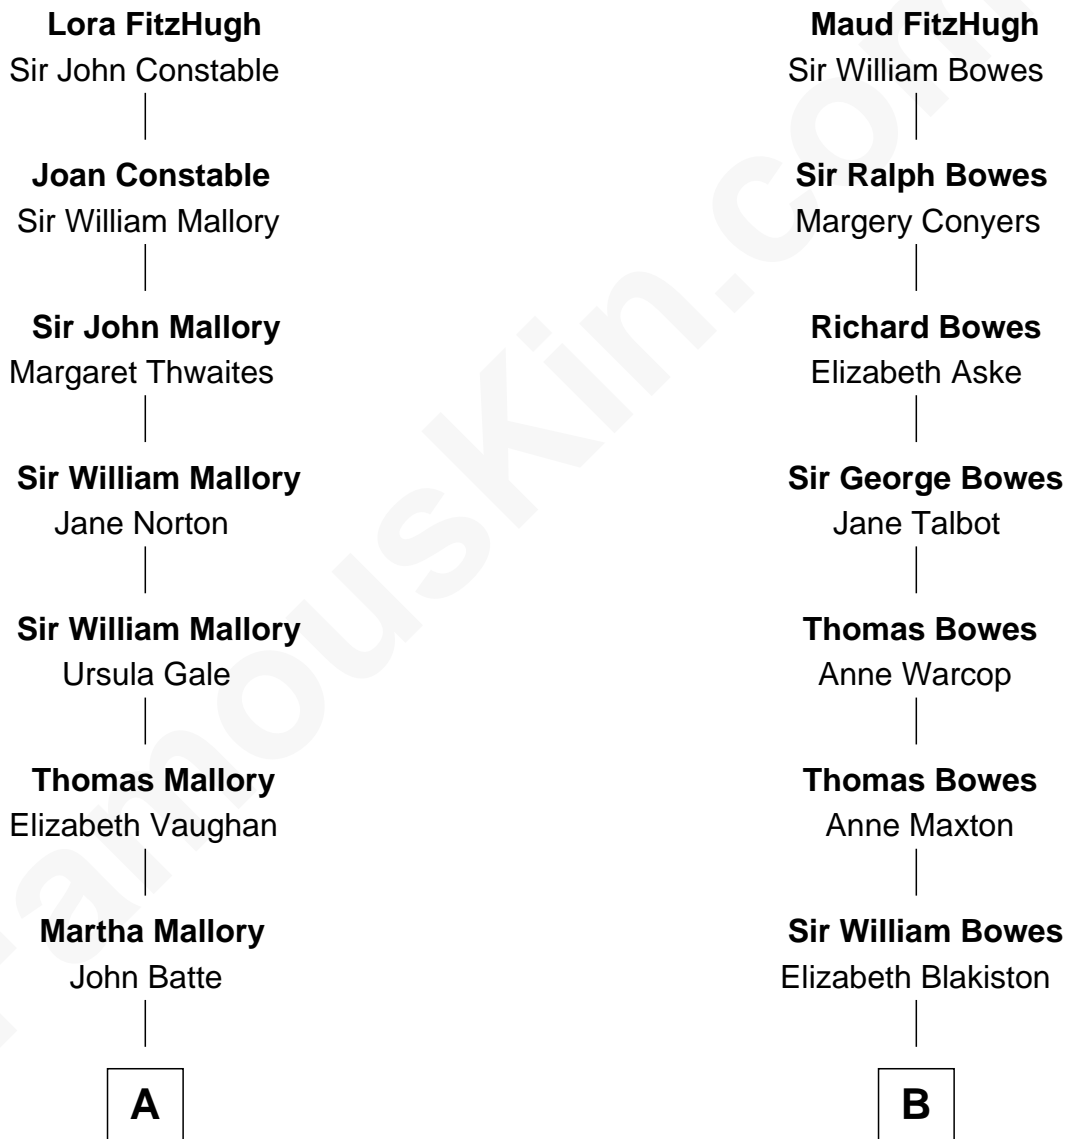 Lora FitzHugh
Sir John Constable
Joan Constable
Sir William Mallory
Sir John Mallory
Margaret Thwaites
Sir William Mallory
Jane Norton
Sir William Mallory
Ursula Gale
Thomas Mallory
Elizabeth Vaughan
Martha Mallory
John Batte
A
Maud FitzHugh
Sir William Bowes
Sir Ralph Bowes
Margery Conyers
Richard Bowes
Elizabeth Aske
Sir George Bowes
Jane Talbot
Thomas Bowes
Anne Warcop
Thomas Bowes
Anne Maxton
Sir William Bowes
Elizabeth Blakiston
B
FamousKin.com